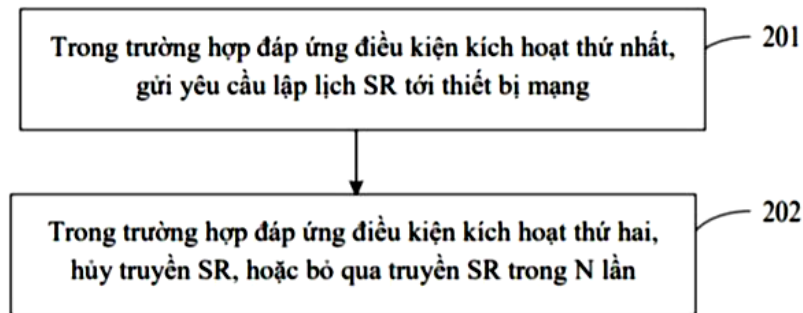 Trong trường hợp đáp ứng điều kiện kích hoạt thứ nhất,
gửi yêu cầu lập lịch SR tới thiết bị mạng
201
Trong trường hợp đáp ứng điều kiện kích hoạt thứ hai,
hủy truyền SR, hoặc bỏ qua truyền SR trong N lần
202